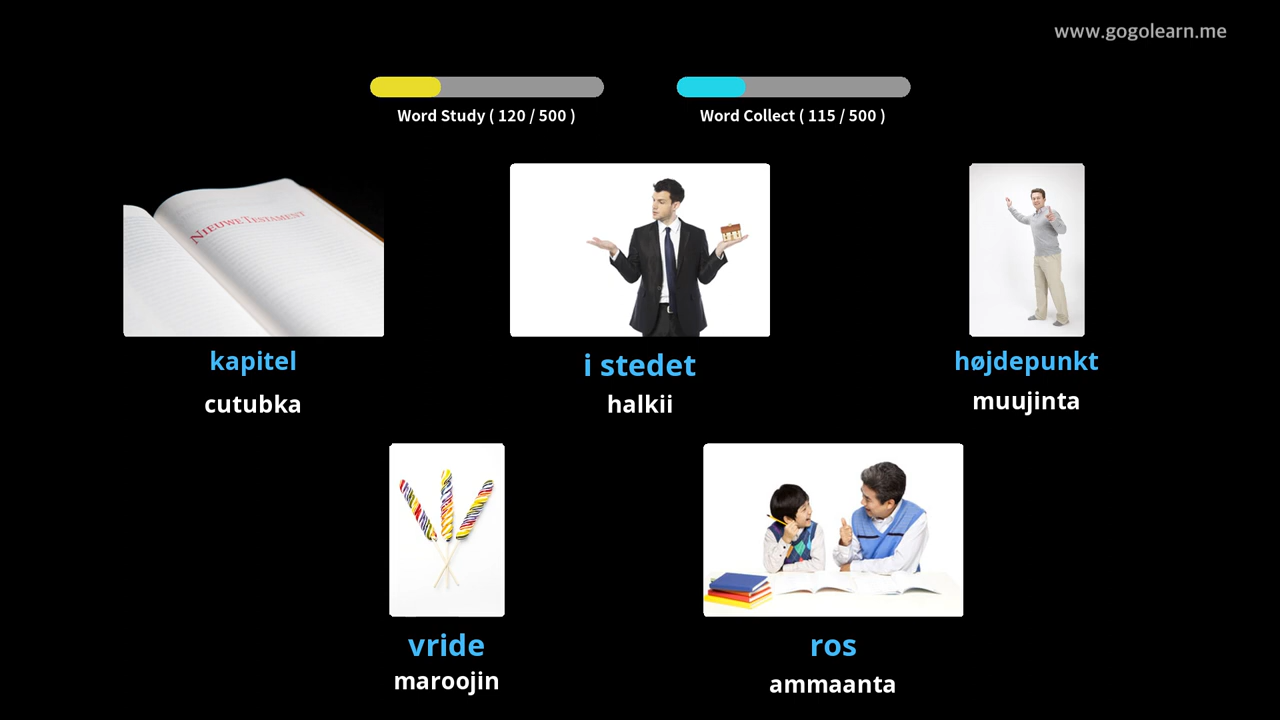 www.gogolearn.me
Word Study ( 120 / 500 )
Word Collect ( 115 / 500 )
NIEUWE TESTAMENT
kapitel
cutubka
i stedet
halkii
højdepunkt
muujinta
vride
maroojin
ros
ammaanta